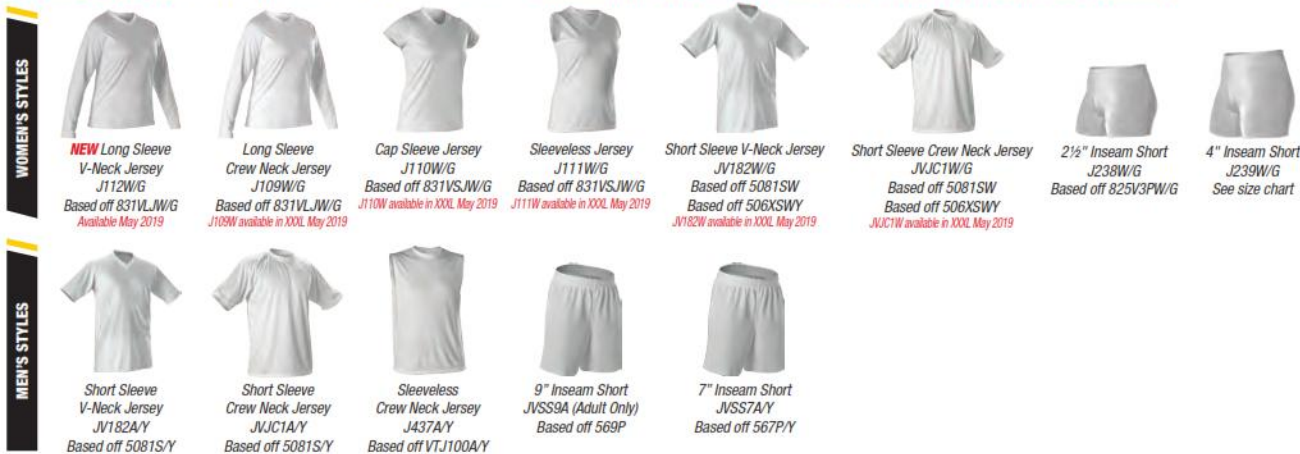 WOMEN'S STYLES
NEW Long Sleeve
V-Neck Jersey
J112W/G
Based off 831VLJW/G
Available May 2019
Long Sleeve
Crew Neck Jersey
J109W/G
Based off 831VLJW/G
J109W available in XXXL May 2019
Cap Sleeve Jersey
J110W/G
Based off 831VSJW/G
J110W available in XXXL May 2019
Sleeveless Jersey
J111W/G
Based off 831VSJW/G
J111W available in XXXL May 2019
Short Sleeve V-Neck Jersey
JV182W/G
Based off 5081SW
Based off 506XSWY
JV182W available in XXXL May 2019
Short Sleeve Crew Neck Jersey
JVJC1W/G
Based off 5081SW
Based off 506XSWY
JVJC1W available in XXXL May 2019
2½" Inseam Short
J238W/G
Based off 825V3PW/G
4" Inseam Short
J239W/G
See size chart
MEN'S STYLES
Short Sleeve
V-Neck Jersey
JV182A/Y
Based off 5081S/Y
Short Sleeve
Crew Neck Jersey
JVJC1A/Y
Based off 5081S/Y
Sleeveless
Crew Neck Jersey
J437A/Y
Based off VTJ100A/Y
9" Inseam Short
JVSS9A (Adult Only)
Based off 569P
7" Inseam Short
JVSS7A/Y
Based off 567P/Y